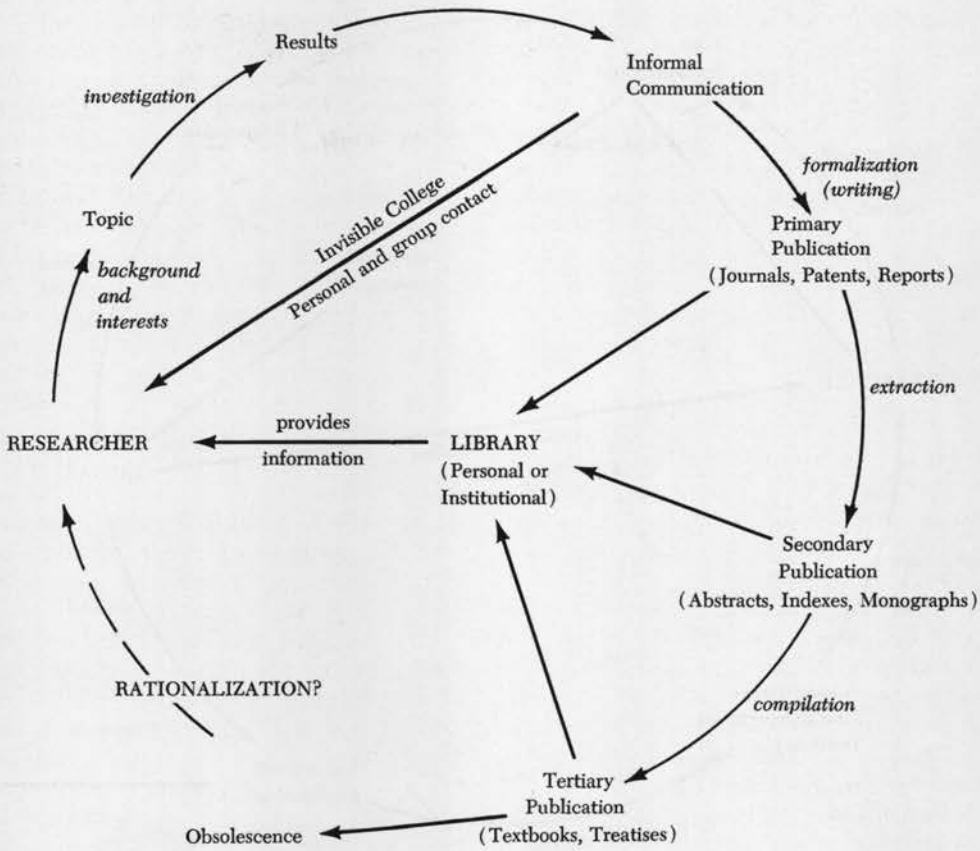 Results
Informal
Communication
investigation
formalization
(writing)
Invisible College
Personal and group contact
Topic
Primary
Publication
(Journals, Patents, Reports)
background
and
interests
extraction
RESEARCHER
provides
information
LIBRARY
(Personal or
Institutional)
Secondary
Publication
(Abstracts, Indexes, Monographs)
RATIONALIZATION?
compilation
Tertiary
Publication
(Textbooks, Treatises)
Obsolescence